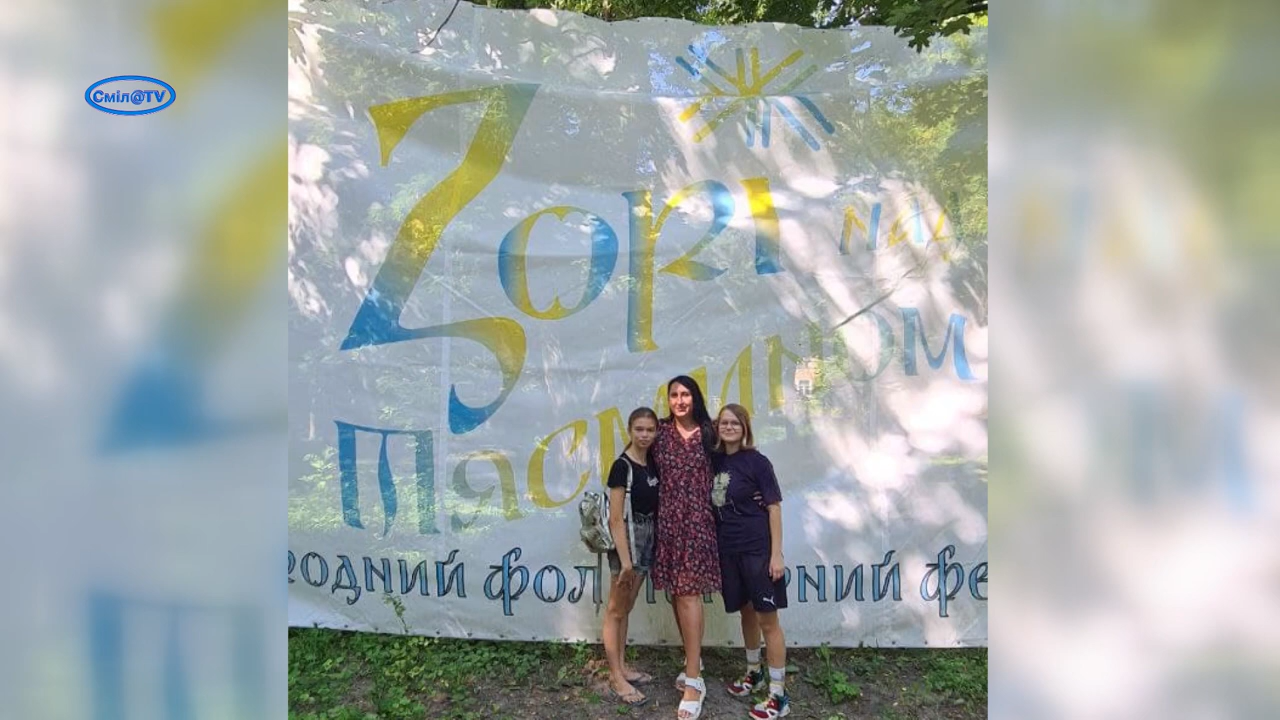 Сміл@TV
Zорі над
Тясмином
родний фол рний фе